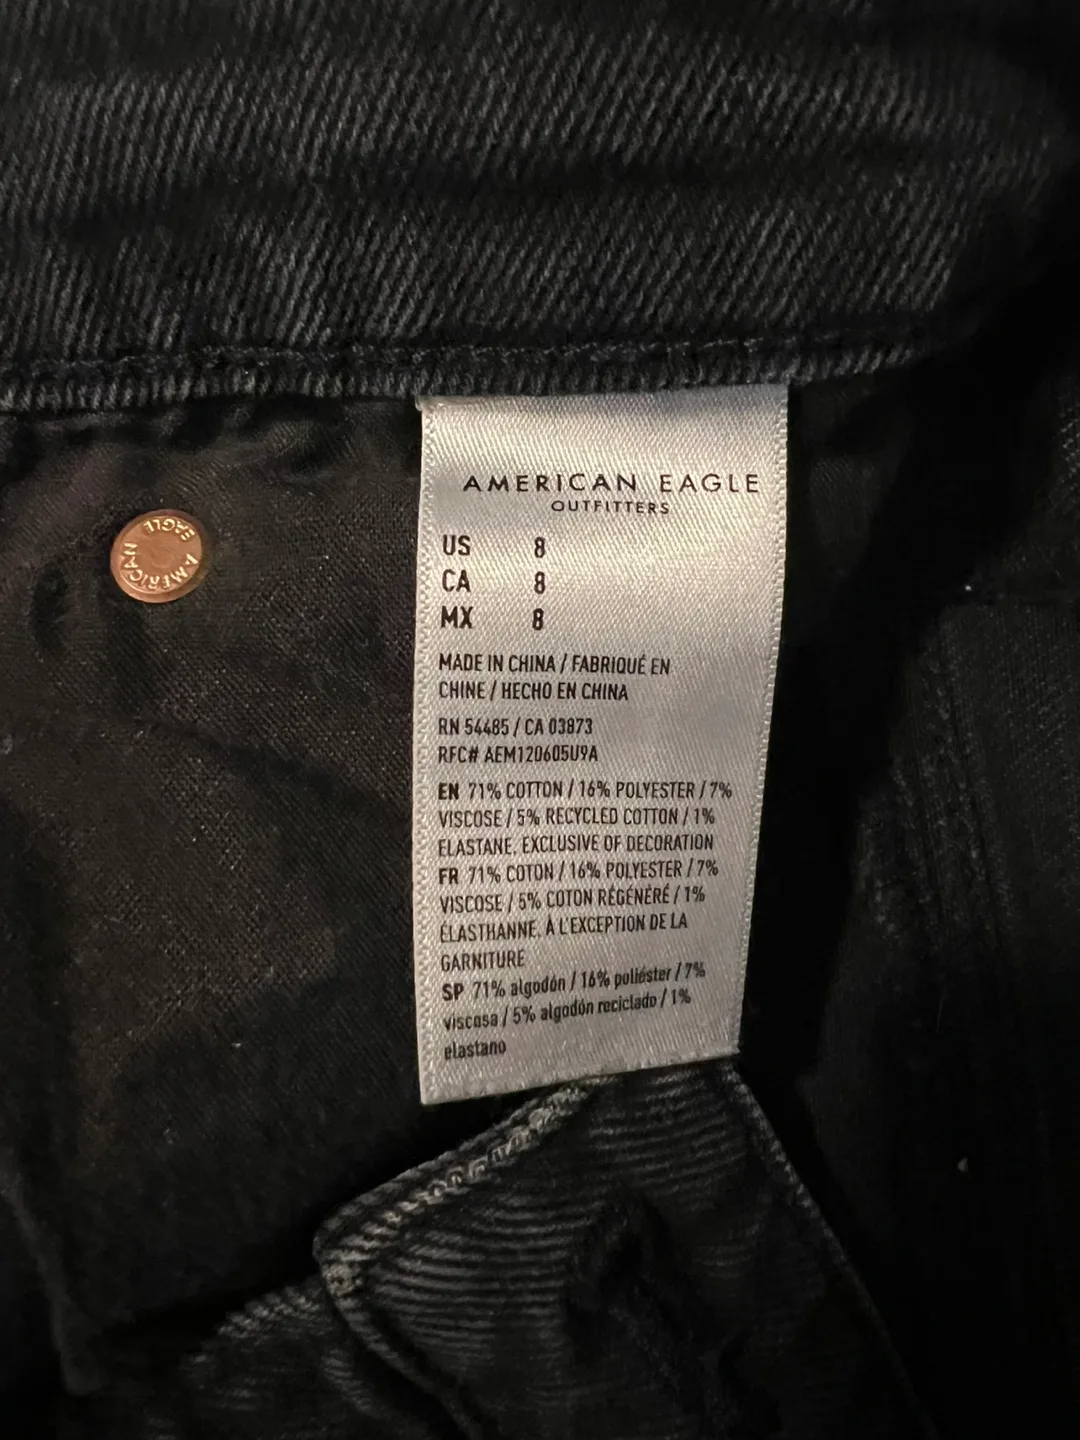 AMERICAN EAGLE
OUTFITTERS
US 8
CA 8
MX 8
MADE IN CHINA / FABRIQUÉ EN
CHINE / HECHO EN CHINA
RN 54485 / CA 03873
RFC# AEM120605U9A
EN 71% COTTON / 16% POLYESTER / 7%
VISCOSE / 5% RECYCLED COTTON / 1%
ELASTANE. EXCLUSIVE OF DECORATION
FR 71% COTON / 16% POLYESTER / 7%
VISCOSE / 5% COTON RÉGÉNÉRÉ / 1%
ÉLASTHANNE. À L'EXCEPTION DE LA
GARNITURE
SP 71% algodón / 16% poliéster / 7%
viscosa / 5% algodón reciclado / 1%
elastano
AMERICAN EAGLE